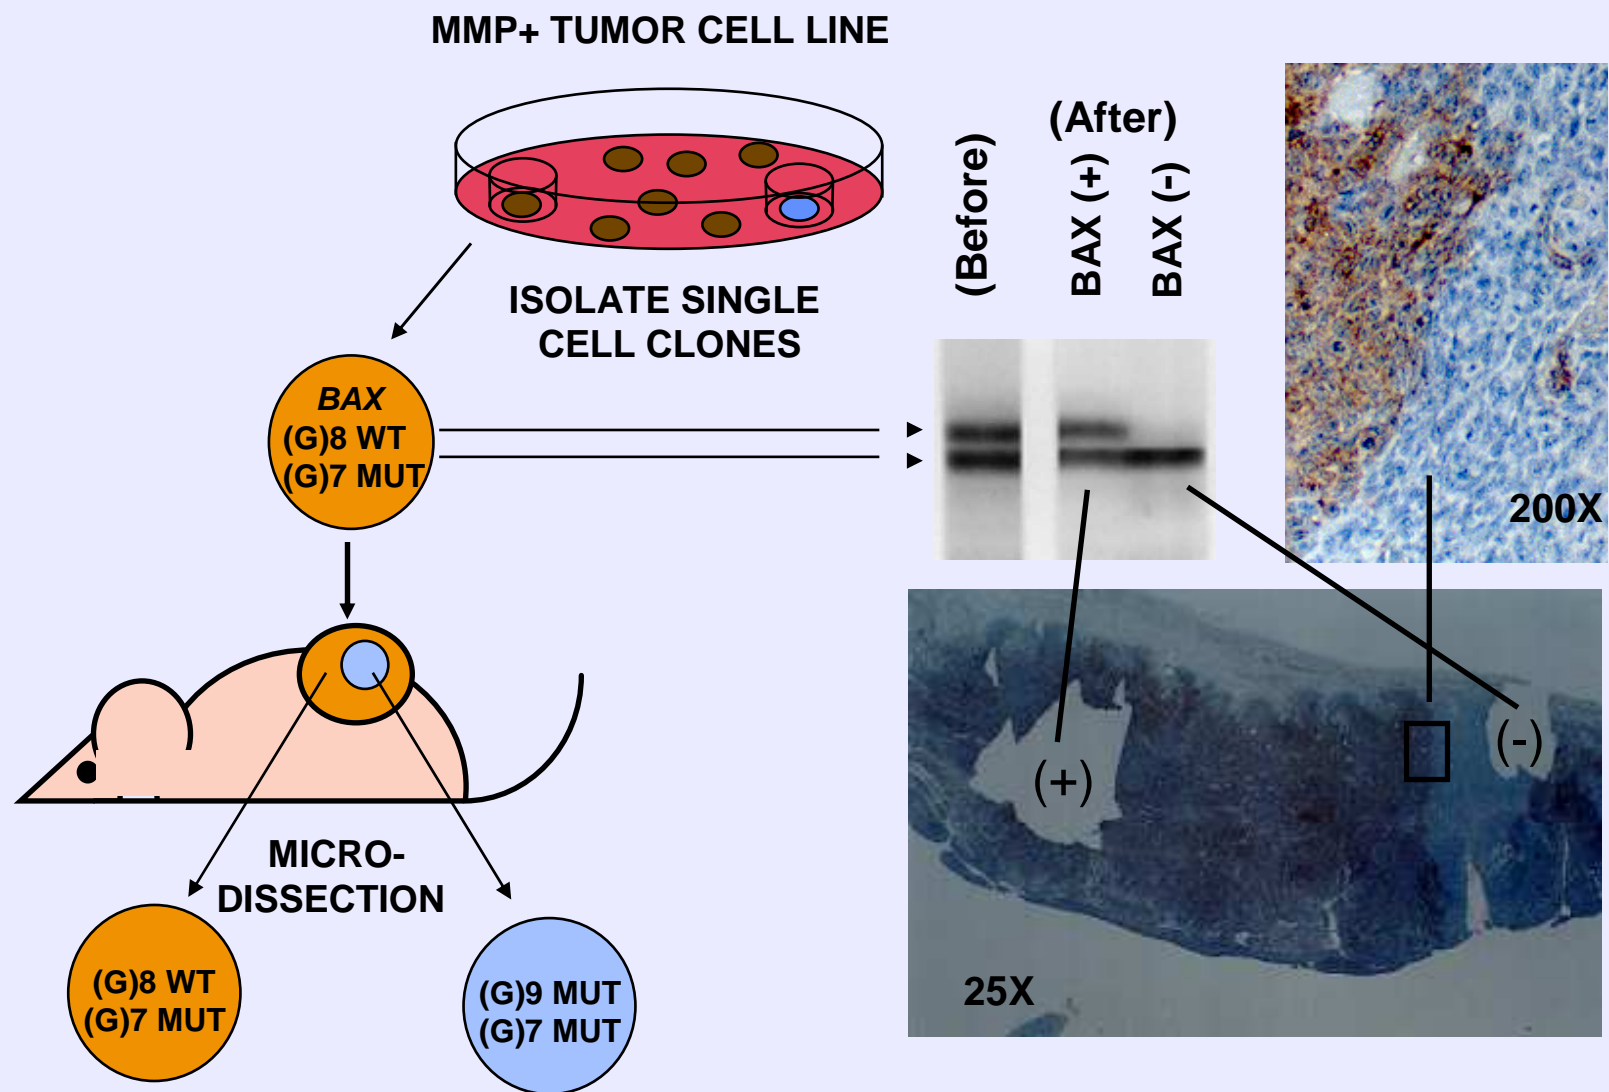 MMP+ TUMOR CELL LINE
ISOLATE SINGLE
CELL CLONES
BAX
(G)8 WT
(G)7 MUT
MICRO-
DISSECTION
(G)8 WT
(G)7 MUT
(G)9 MUT
(G)7 MUT
(Before)
(After)
BAX (+)
BAX (-)
200X
(+)
(-)
25X